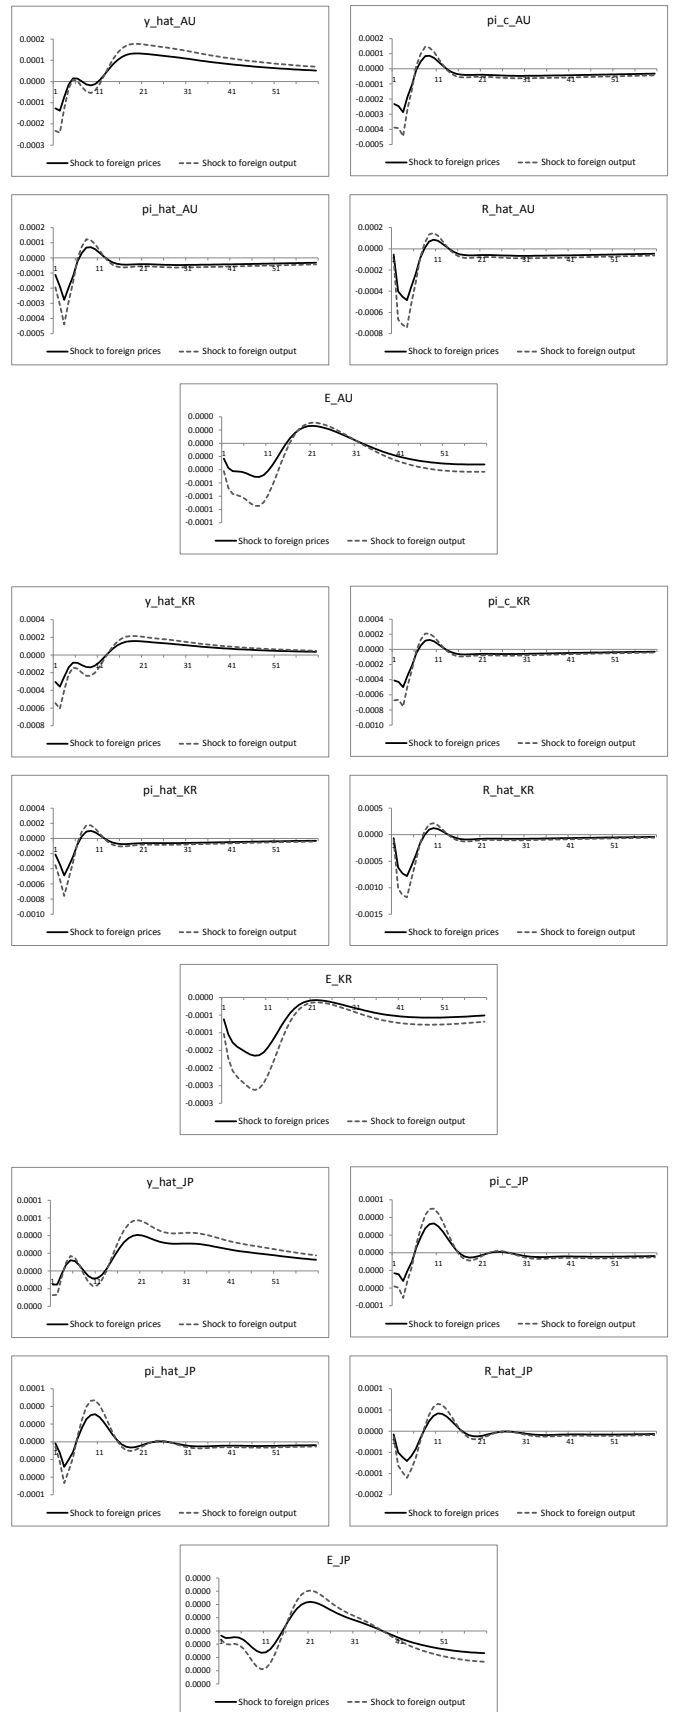 y_hat_AU
0.0002
0.0001
0.0000
-0.0001
-0.0002
-0.0003
1 11 21 31 41 51
Shock to foreign prices Shock to foreign output
pi_c_AU
0.0002
0.0001
0.0000
-0.0001
-0.0002
-0.0003
-0.0004
-0.0005
1 11 21 31 41 51
Shock to foreign prices Shock to foreign output
pi_hat_AU
0.0002
0.0001
0.0000
-0.0001
-0.0002
-0.0003
-0.0004
-0.0005
1 11 21 31 41 51
Shock to foreign prices Shock to foreign output
R_hat_AU
0.0002
0.0000
-0.0002
-0.0004
-0.0006
-0.0008
1 11 21 31 41 51
Shock to foreign prices Shock to foreign output
E_AU
0.0000
0.0000
0.0000
0.0000
0.0000
-0.0001
-0.0001
-0.0001
-0.0001
1 11 21 31 41 51
Shock to foreign prices Shock to foreign output
y_hat_KR
0.0004
0.0002
0.0000
-0.0002
-0.0004
-0.0006
-0.0008
1 11 21 31 41 51
Shock to foreign prices Shock to foreign output
pi_c_KR
0.0004
0.0002
0.0000
-0.0002
-0.0004
-0.0006
-0.0008
-0.0010
1 11 21 31 41 51
Shock to foreign prices Shock to foreign output
pi_hat_KR
0.0004
0.0002
0.0000
-0.0002
-0.0004
-0.0006
-0.0008
-0.0010
1 11 21 31 41 51
Shock to foreign prices Shock to foreign output
R_hat_KR
0.0005
0.0000
-0.0005
-0.0010
-0.0015
1 11 21 31 41 51
Shock to foreign prices Shock to foreign output
E_KR
0.0000
-0.0001
-0.0001
-0.0002
-0.0002
-0.0003
-0.0003
1 11 21 31 41 51
Shock to foreign prices Shock to foreign output
y_hat_JP
0.0001
0.0001
0.0000
0.0000
0.0000
0.0000
0.0000
1 11 21 31 41 51
Shock to foreign prices Shock to foreign output
pi_c_JP
0.0001
0.0000
0.0000
0.0000
0.0000
0.0000
-0.0001
1 11 21 31 41 51
Shock to foreign prices Shock to foreign output
pi_hat_JP
0.0001
0.0000
0.0000
0.0000
0.0000
0.0000
-0.0001
1 11 21 31 41 51
Shock to foreign prices Shock to foreign output
R_hat_JP
0.0001
0.0001
0.0000
-0.0001
-0.0001
-0.0002
1 11 21 31 41 51
Shock to foreign prices Shock to foreign output
E_JP
0.0000
0.0000
0.0000
0.0000
0.0000
0.0000
0.0000
0.0000
0.0000
1 11 21 31 41 51
Shock to foreign prices Shock to foreign output